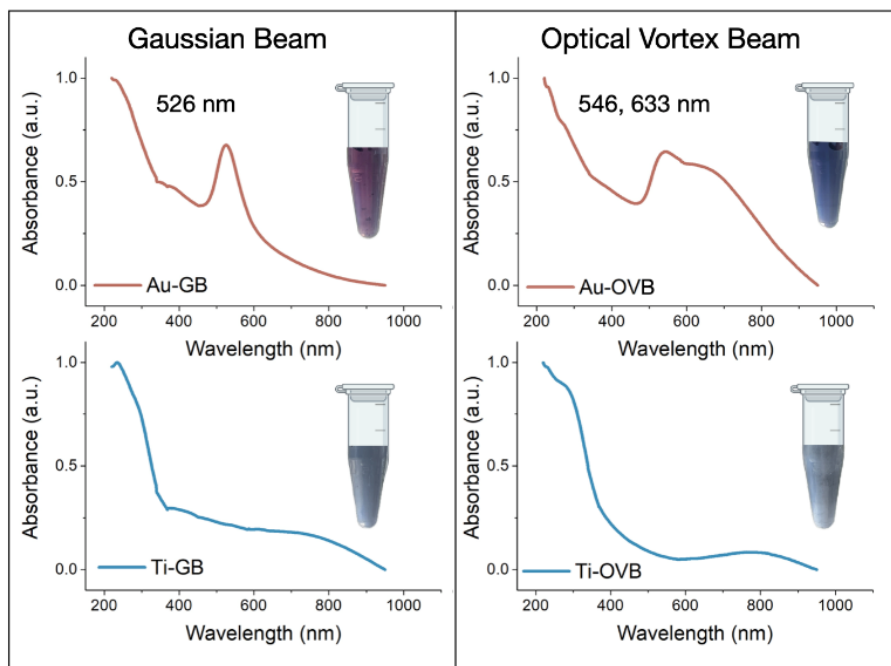 Gaussian Beam
Optical Vortex Beam
1.0
0.5
0.0
Absorbance (a.u.)
526 nm
Au-GB
200 400 600 800 1000
Wavelength (nm)
1.0
0.5
0.0
Absorbance (a.u.)
546, 633 nm
Au-OVB
200 400 600 800 1000
Wavelength (nm)
1.0
0.5
0.0
Absorbance (a.u.)
Ti-GB
200 400 600 800 1000
Wavelength (nm)
1.0
0.5
0.0
Absorbance (a.u.)
Ti-OVB
200 400 600 800 1000
Wavelength (nm)